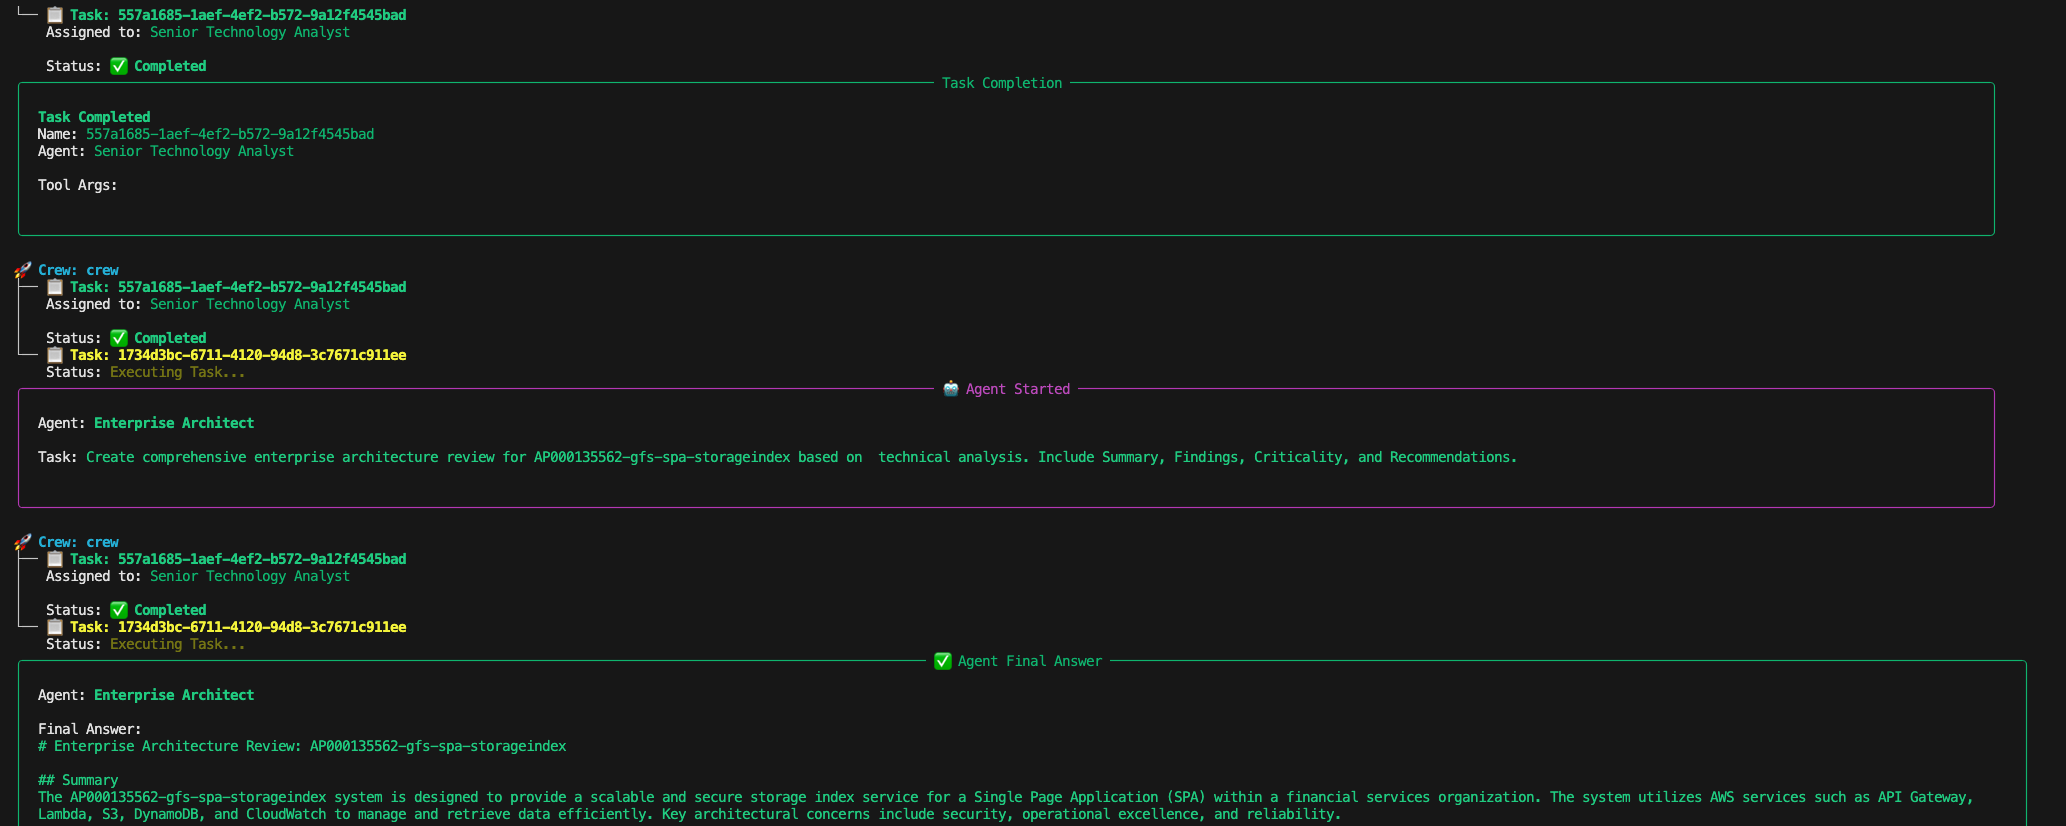 Task: 557a1685-1aef-4ef2-b572-9a12f4545bad
Assigned to: Senior Technology Analyst
Status: ✅ Completed
Task Completion
Task Completed
Name: 557a1685-1aef-4ef2-b572-9a12f4545bad
Agent: Senior Technology Analyst
Tool Args:
🚀 Crew: crew
📋 Task: 557a1685-1aef-4ef2-b572-9a12f4545bad
Assigned to: Senior Technology Analyst
Status: ✅ Completed
📋 Task: 1734d3bc-6711-4120-94d8-3c7671c911ee
Status: Executing Task...
🤖 Agent Started
Agent: Enterprise Architect
Task: Create comprehensive enterprise architecture review for AP000135562-gfs-spa-storageindex based on  technical analysis. Include Summary, Findings, Criticality, and Recommendations.
🚀 Crew: crew
📋 Task: 557a1685-1aef-4ef2-b572-9a12f4545bad
Assigned to: Senior Technology Analyst
Status: ✅ Completed
📋 Task: 1734d3bc-6711-4120-94d8-3c7671c911ee
Status: Executing Task...
✅ Agent Final Answer
Agent: Enterprise Architect
Final Answer:
# Enterprise Architecture Review: AP000135562-gfs-spa-storageindex
## Summary
The AP000135562-gfs-spa-storageindex system is designed to provide a scalable and secure storage index service for a Single Page Application (SPA) within a financial services organization. The system utilizes AWS services such as API Gateway,
Lambda, S3, DynamoDB, and CloudWatch to manage and retrieve data efficiently. Key architectural concerns include security, operational excellence, and reliability.